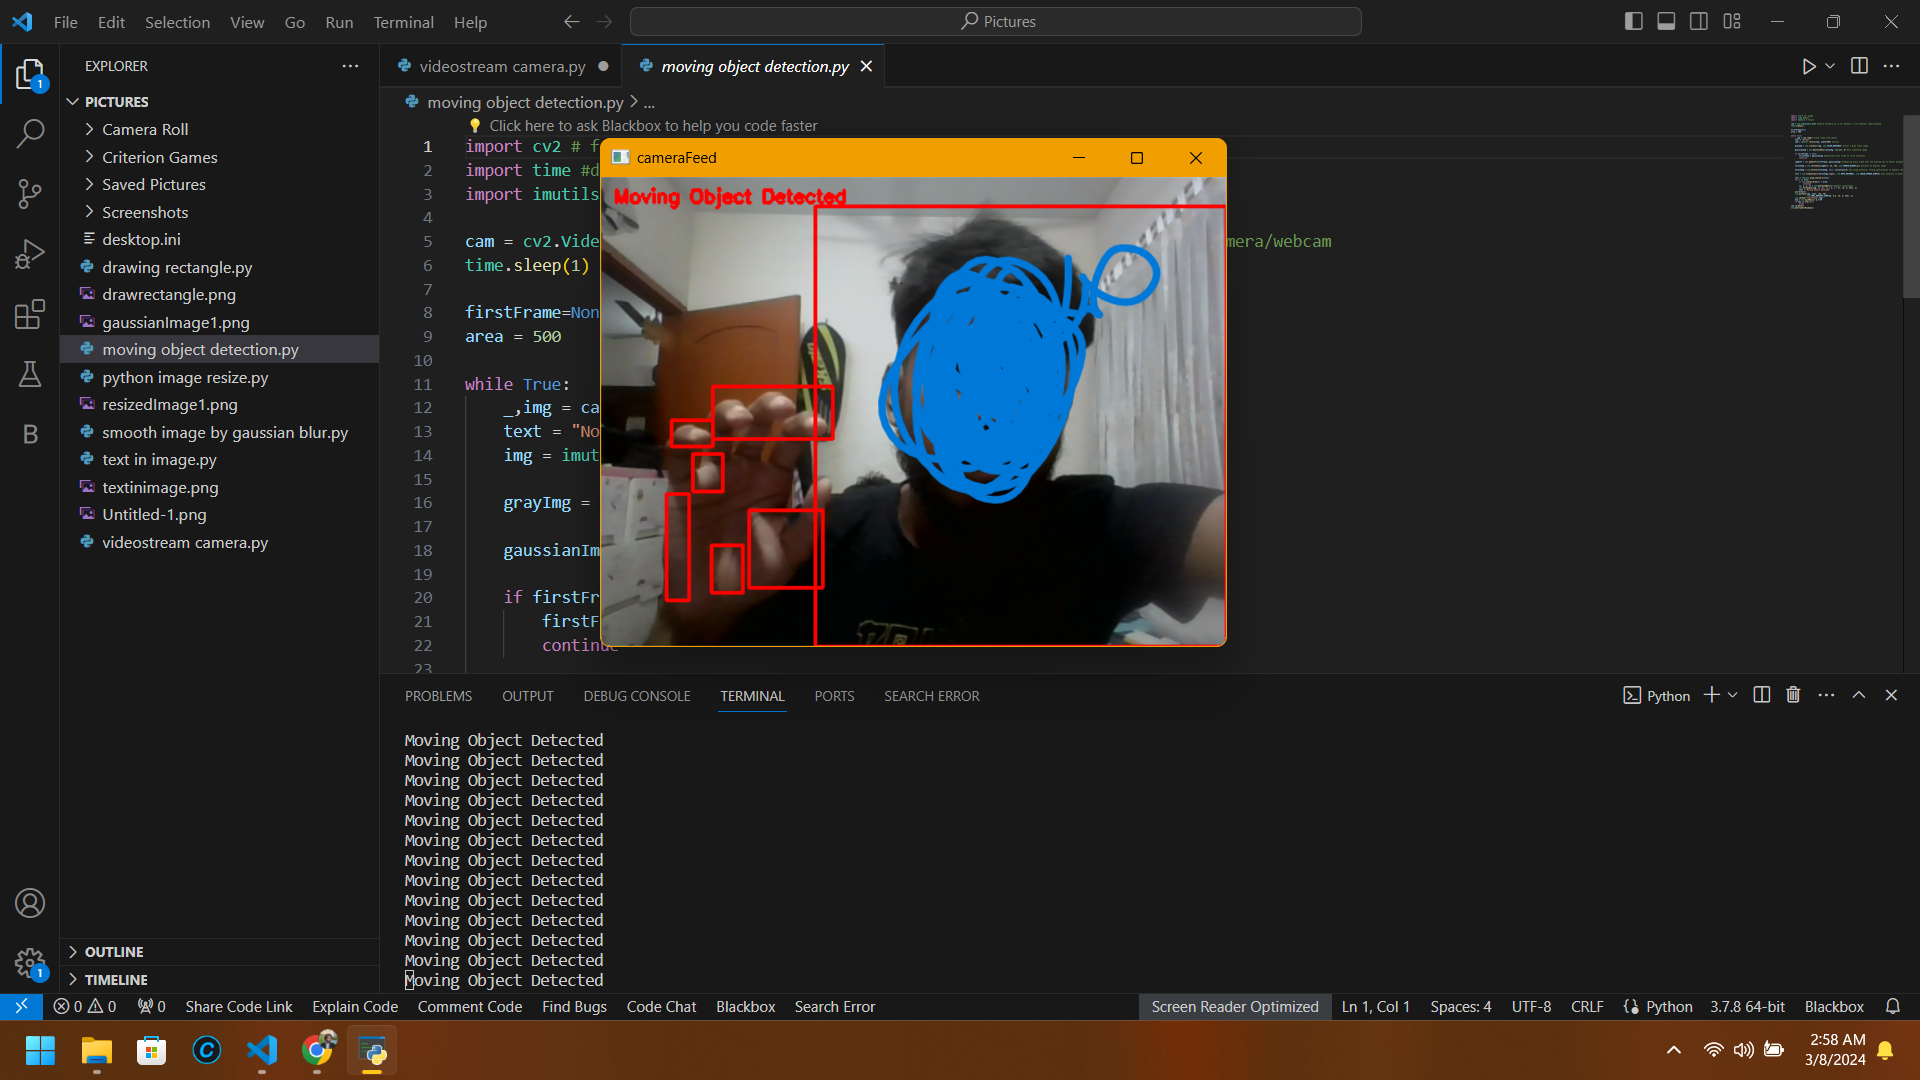 File Edit Selection View Go Run Terminal Help
Pictures
EXPLORER
1
PICTURES
Camera Roll
Criterion Games
Saved Pictures
Screenshots
desktop.ini
drawing rectangle.py
drawrectangle.png
gaussianImage1.png
moving object detection.py
python image resize.py
resizedImage1.png
smooth image by gaussian blur.py
text in image.py
textinimage.png
Untitled-1.png
videostream camera.py
B
OUTLINE
TIMELINE
1
videostream camera.py
moving object detection.py
moving object detection.py > ...
Click here to ask Blackbox to help you code faster
1 import cv2 # f
2 import time #d
3 import imutils
4
5 cam = cv2.Vide mera/webcam
6 time.sleep(1)
7
8 firstFrame=Non
9 area = 500
10
11 while True:
12 _,img = ca
13 text = "No
14 img = imut
15
16 grayImg =
17
18 gaussianIm
19
20 if firstFr
21 firstF
22 continue
23
cameraFeed
Moving Object Detected
PROBLEMS OUTPUT DEBUG CONSOLE TERMINAL PORTS SEARCH ERROR
Python
Moving Object Detected
Moving Object Detected
Moving Object Detected
Moving Object Detected
Moving Object Detected
Moving Object Detected
Moving Object Detected
Moving Object Detected
Moving Object Detected
Moving Object Detected
Moving Object Detected
Moving Object Detected
Moving Object Detected
0 0 0 Share Code Link Explain Code Comment Code Find Bugs Code Chat Blackbox Search Error
Screen Reader Optimized Ln 1, Col 1 Spaces: 4 UTF-8 CRLF Python 3.7.8 64-bit Blackbox
2:58 AM
3/8/2024